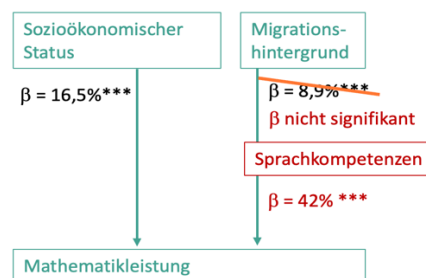 Sozioökonomischer
Status
Migrations-
hintergrund
β = 16,5%***
β = 8,9%***
β nicht signifikant
Sprachkompetenzen
β = 42% ***
Mathematikleistung